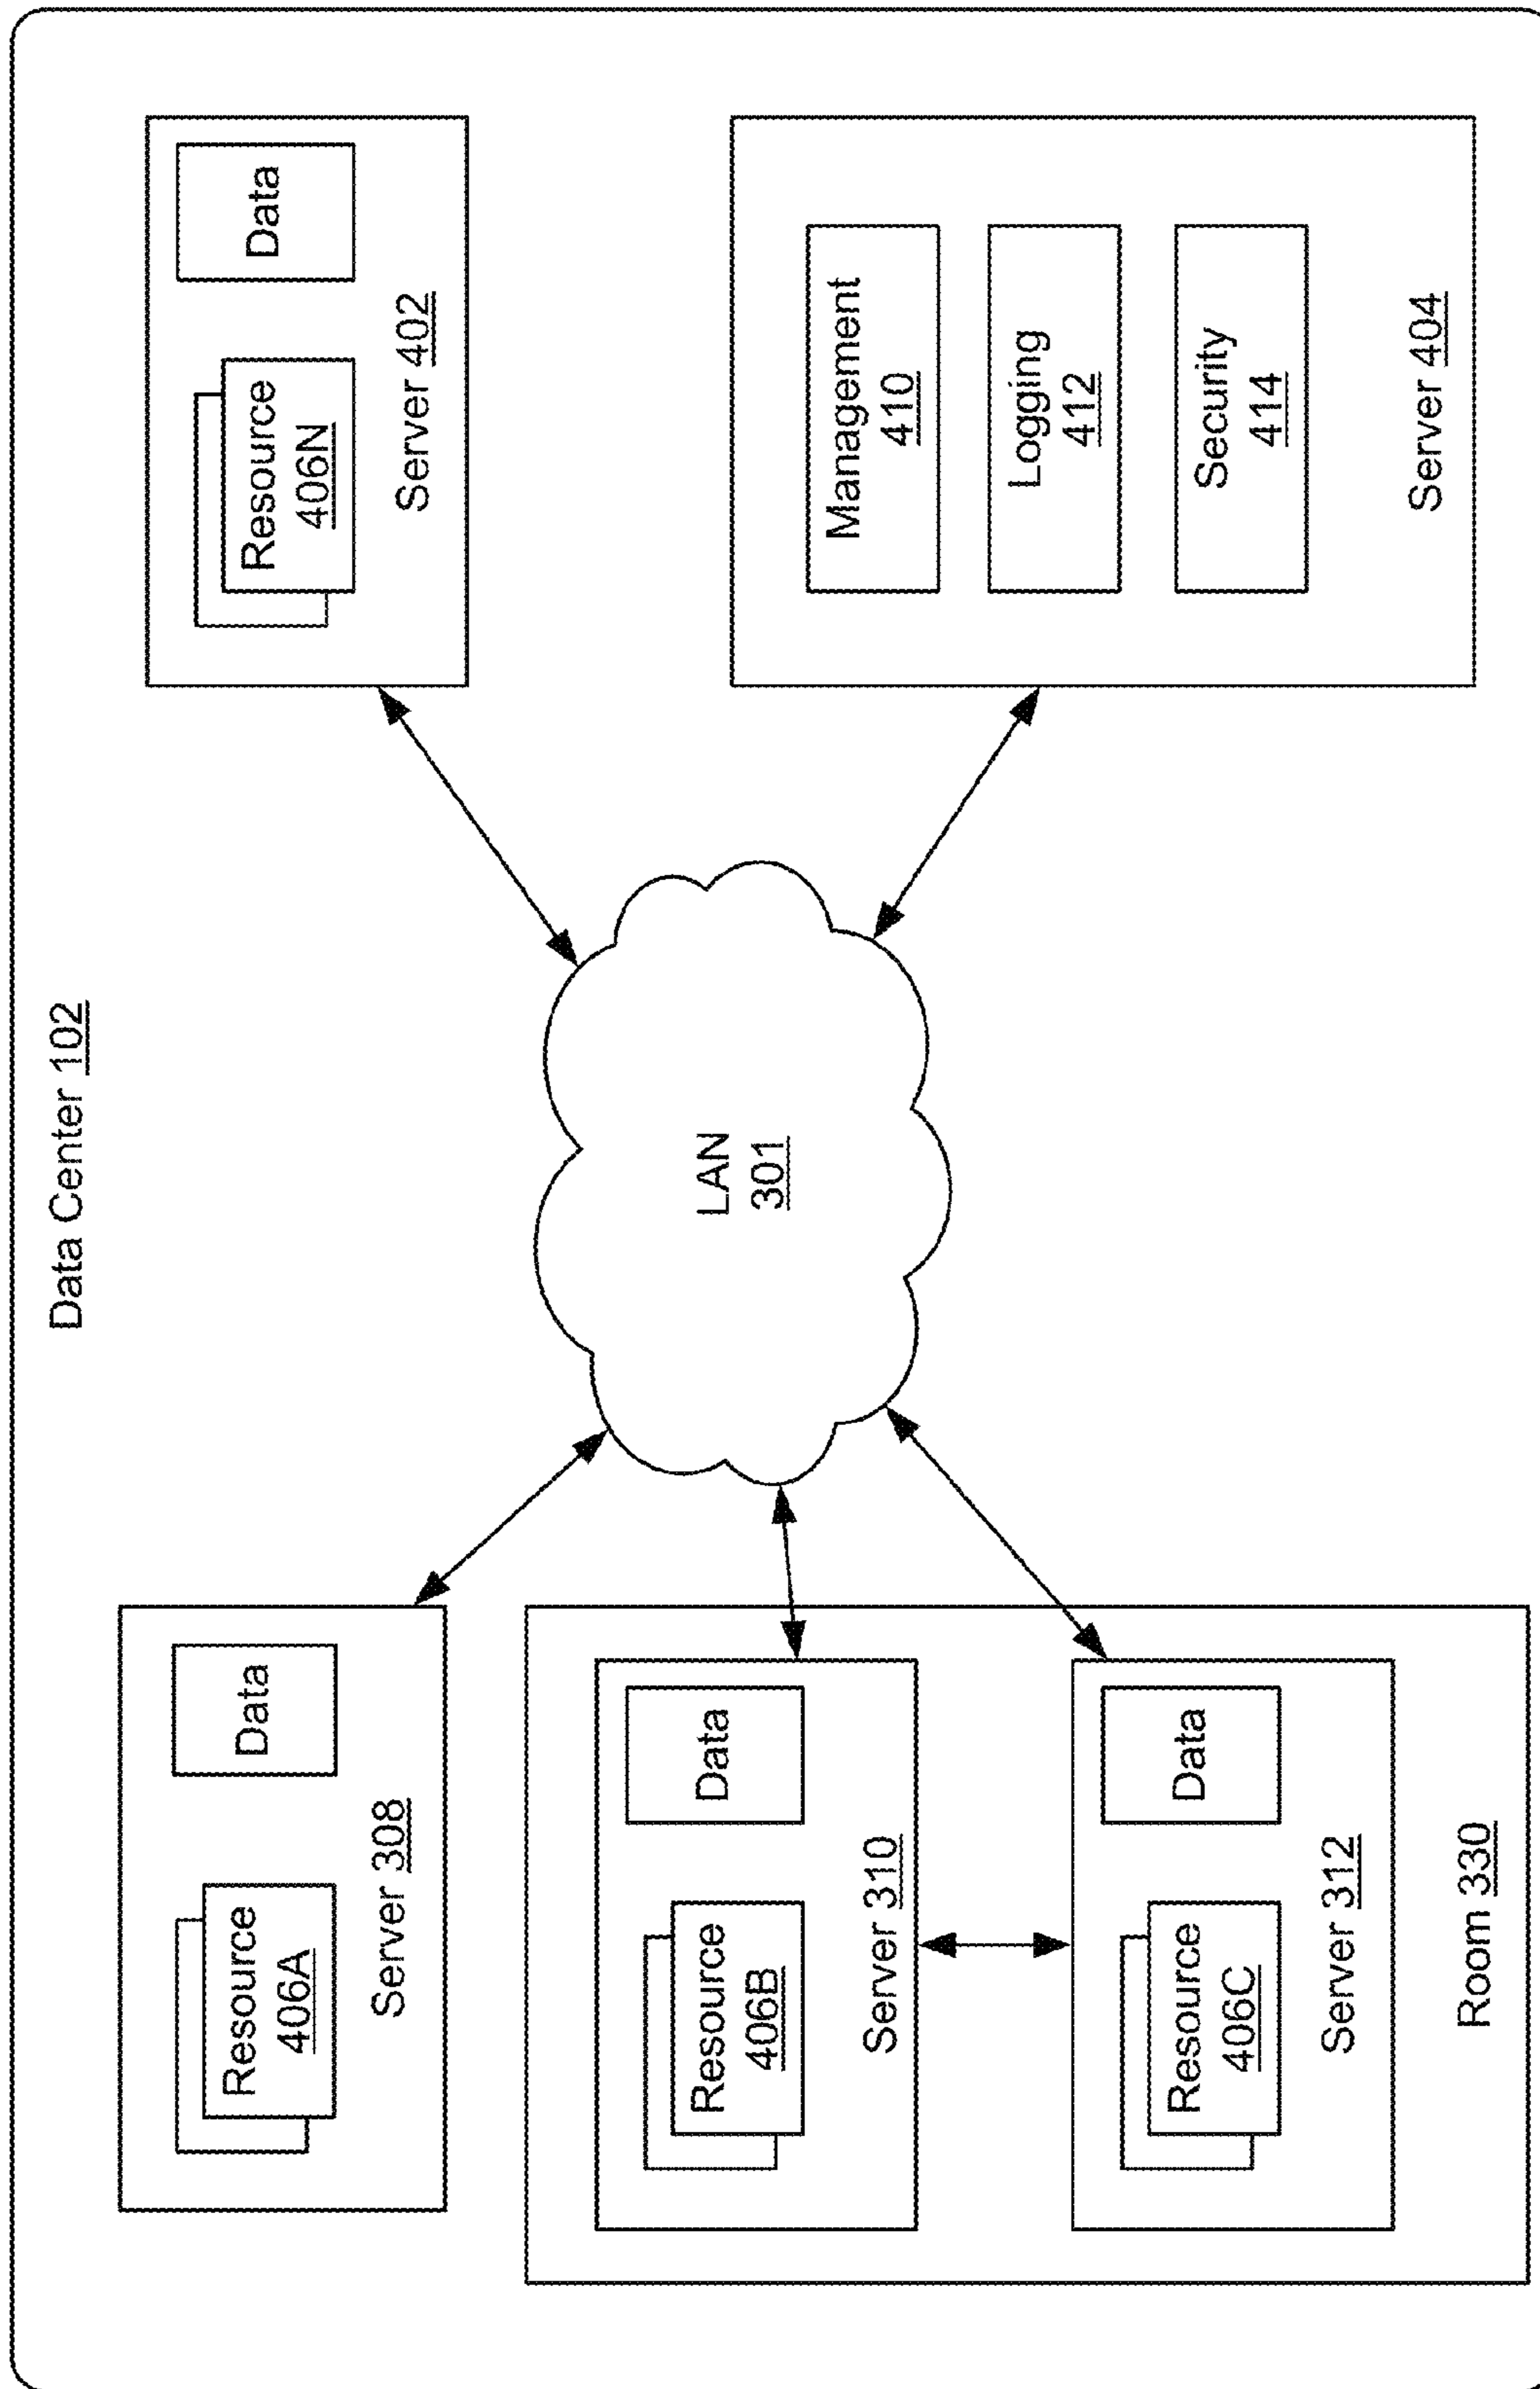 Data Center 102
Resource
406A
Data
Server 308
Resource
406B
Data
Server 310
Resource
406C
Data
Server 312
Room 330
LAN
301
Resource
406N
Data
Server 402
Management
410
Logging
412
Security
414
Server 404